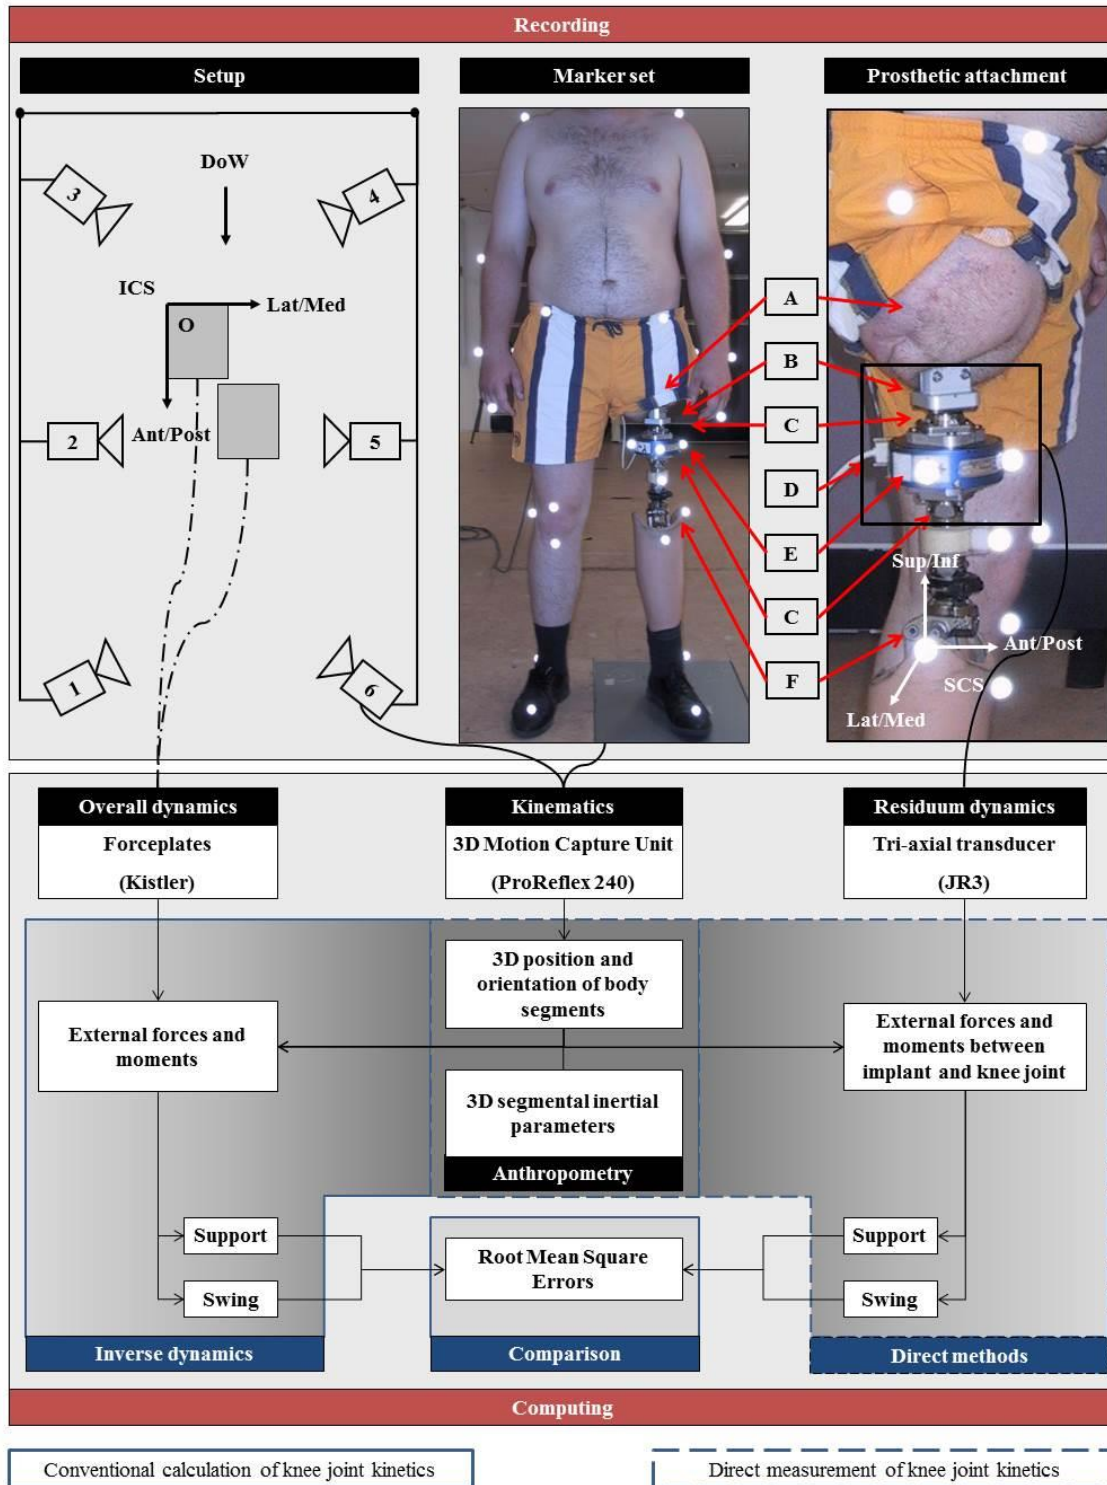 Recording
Setup
Marker set
Prosthetic attachment
3
DoW
4
ICS
Lat/Med
O
2
Ant/Post
5
1
6
A
B
C
D
E
C
F
Sup/Inf
Ant/Post
SCS
Lat/Med
Overall dynamics
Forceplates
(Kistler)
Kinematics
3D Motion Capture Unit
(ProReflex 240)
Residuum dynamics
Tri-axial transducer
(JR3)
3D position and
orientation of body
segments
External forces and
moments
External forces and
moments between
implant and knee joint
3D segmental inertial
parameters
Anthropometry
Support
Swing
Root Mean Square
Errors
Support
Swing
Inverse dynamics
Comparison
Direct methods
Computing
Conventional calculation of knee joint kinetics
Direct measurement of knee joint kinetics